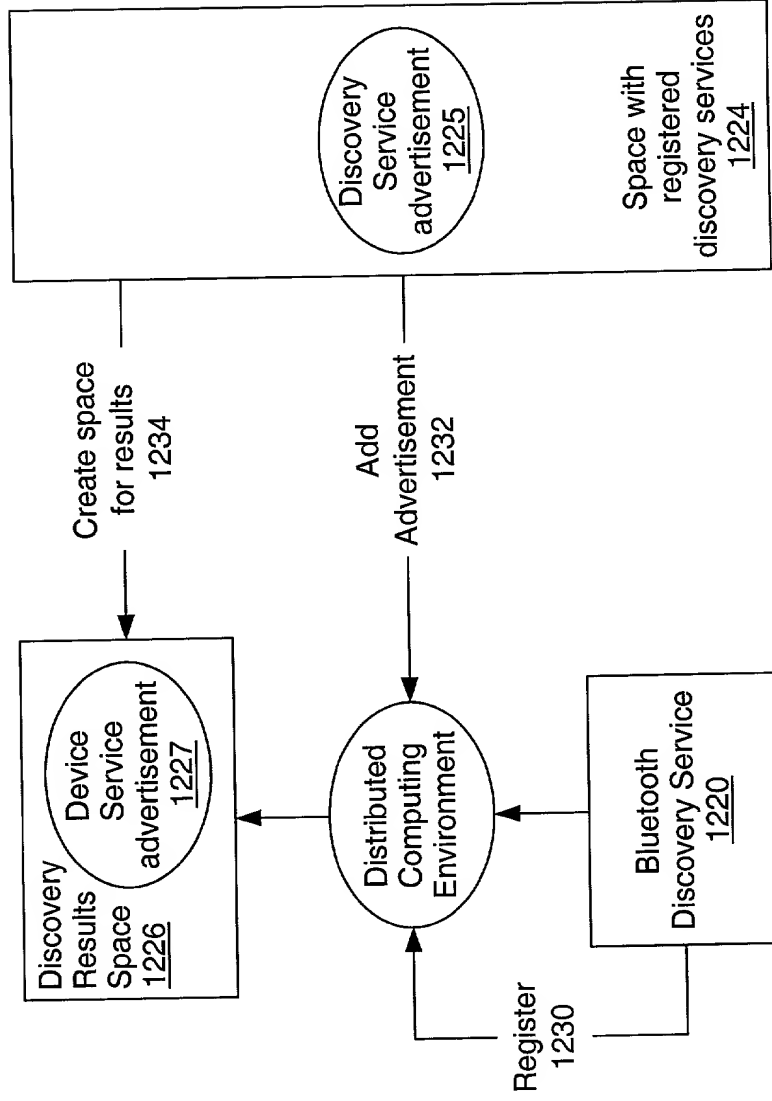 Discovery
Results
Space
1226
Device
Service
advertisement
1227
Create space
for results
1234
Discovery
Service
advertisement
1225
Space with
registered
discovery services
1224
Add
Advertisement
1232
Distributed
Computing
Environment
Register
1230
Bluetooth
Discovery Service
1220